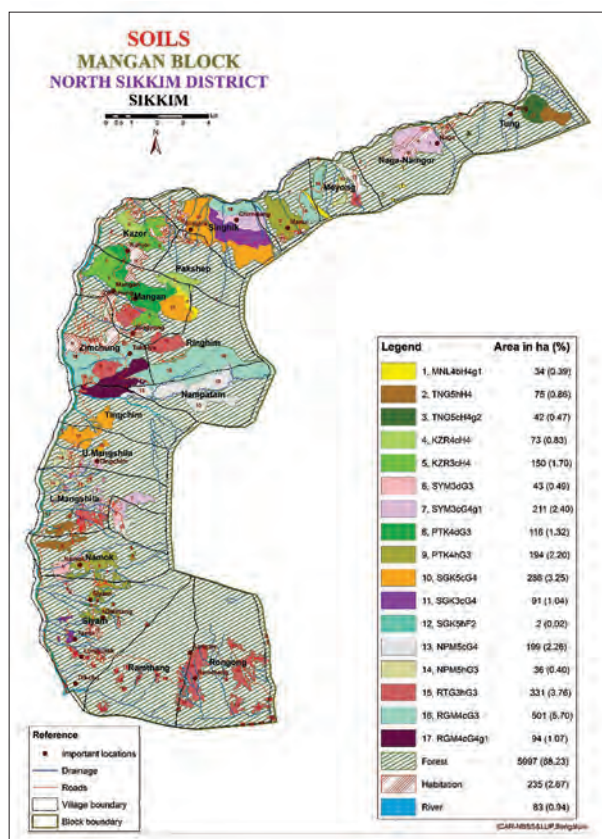 SOILS
MANGAN BLOCK
NORTH SIKKIM DISTRICT
SIKKIM
N
Tung
Naga-Namgor
Meyong
Singhik
Kazor
Pakshep
Mangan
Ringhim
Zimchung
Nampatam
Tingchim
U.Mangshila
L.Mangshila
Namok
Siyam
Ramthang
Rongong
Legend Area in ha (%)
1, MNL4bH4g1 34 (0.39)
2, TNG5hH4 75 (0.86)
3, TNG5cH4g2 42 (0.47)
4, KZR4cH4 73 (0.83)
5, KZR3cH4 150 (1.70)
6, SYM3dG3 43 (0.49)
7, SYM3cG4g1 211 (2.40)
8, PTK4dG3 116 (1.32)
9, PTK4hG3 194 (2.20)
10, SGK5cG4 286 (3.25)
11, SGK3cG4 91 (1.04)
12, SGK5hF2 2 (0.02)
13, NPM5cG4 199 (2.26)
14, NPM5hG3 36 (0.40)
15, RTG3hG3 331 (3.76)
16, RGM4cG3 501 (5.70)
17, RGM4cG4g1 94 (1.07)
Forest 5997 (68.23)
Habitation 235 (2.67)
River 83 (0.94)
Reference
Important locations
Drainage
Roads
Village boundary
Block boundary
ICAR-NBSS&LUP, Bengaluru